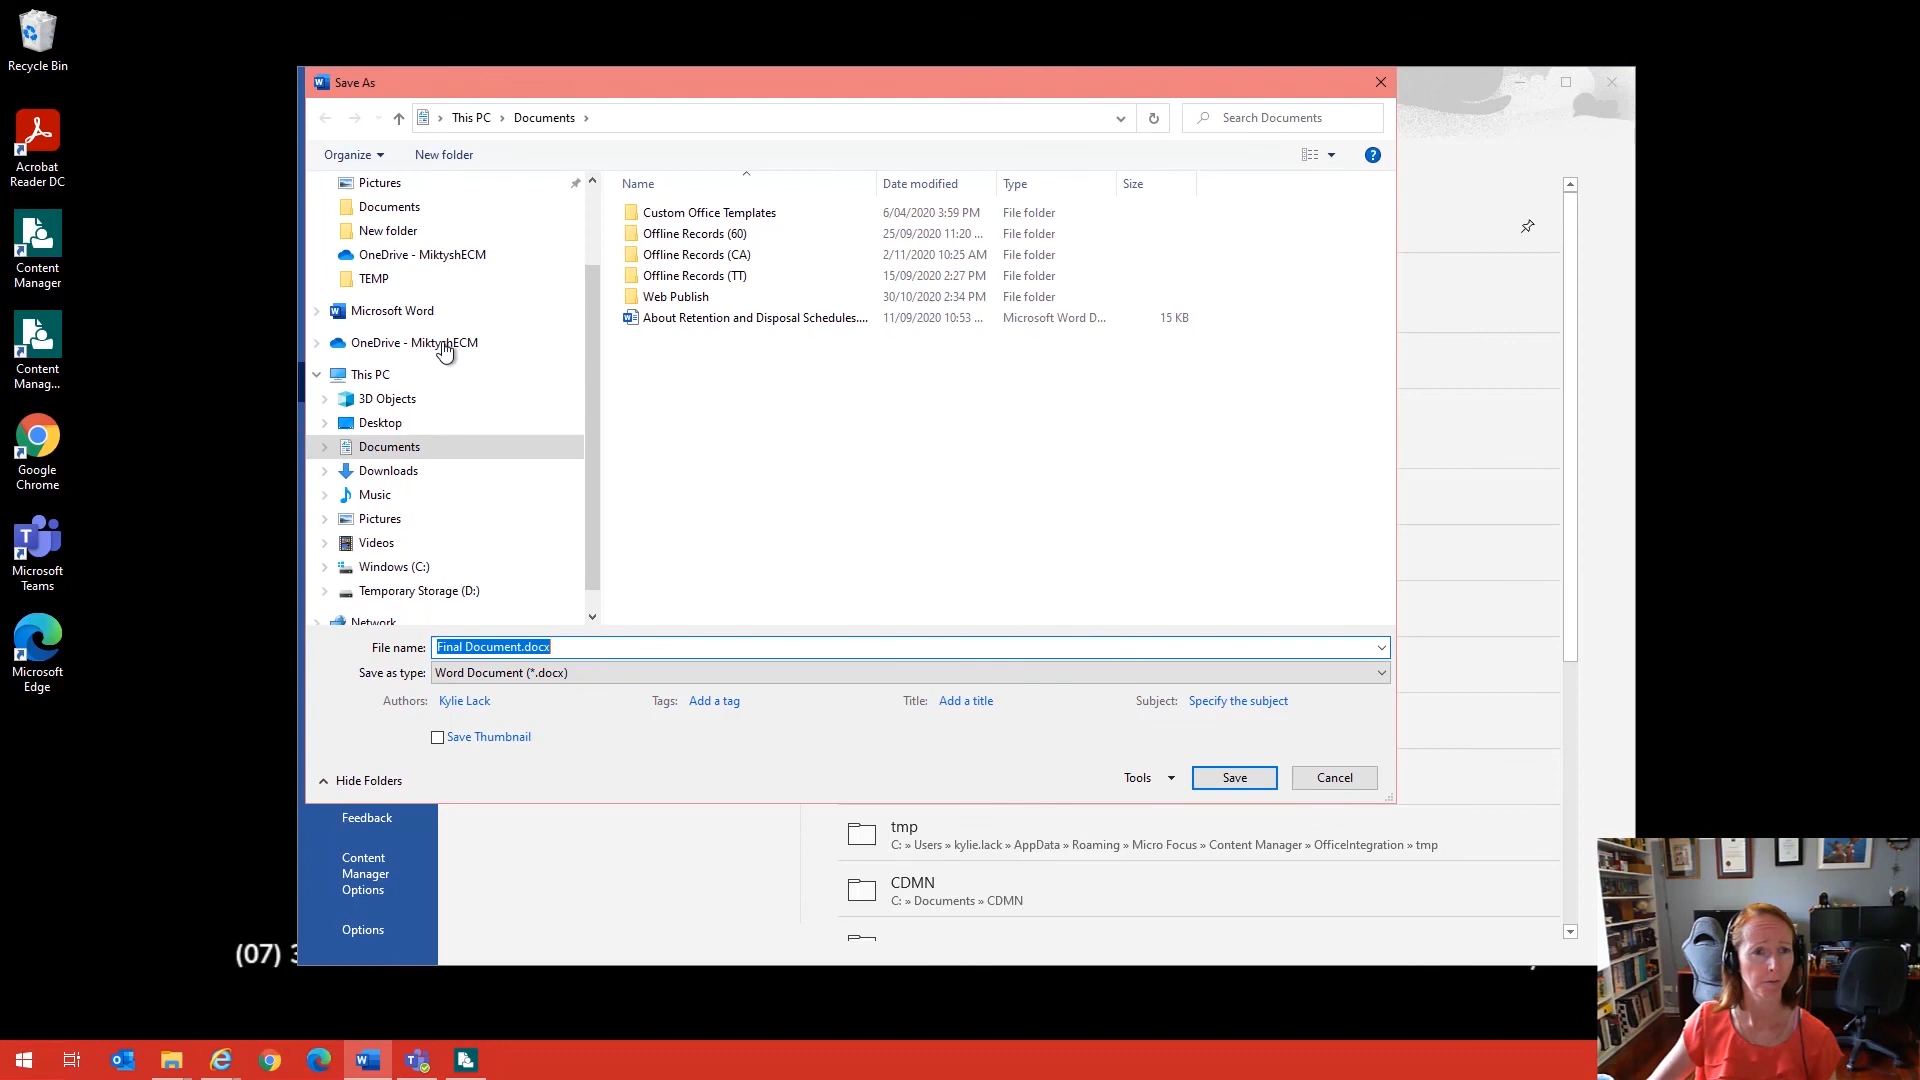 Recycle Bin
Acrobat
Reader DC
Content
Manager
Content
Manag...
Google
Chrome
Microsoft
Teams
Microsoft
Edge
Save As
This PC
Documents
Search Documents
Organize
New folder
Pictures
Documents
New folder
OneDrive - MiktyshECM
TEMP
Microsoft Word
OneDrive - MiktyshECM
This PC
3D Objects
Desktop
Documents
Downloads
Music
Pictures
Videos
Windows (C:)
Temporary Storage (D:)
Network
Name Date modified Type Size
Custom Office Templates 6/04/2020 3:59 PM File folder
Offline Records (60) 25/09/2020 11:20 ... File folder
Offline Records (CA) 2/11/2020 10:25 AM File folder
Offline Records (TT) 15/09/2020 2:27 PM File folder
Web Publish 30/10/2020 2:34 PM File folder
About Retention and Disposal Schedules.... 11/09/2020 10:53 ... Microsoft Word D... 15 KB
File name: Final Document.docx
Save as type: Word Document (*.docx)
Authors: Kylie Lack Tags: Add a tag Title: Add a title Subject: Specify the subject
Save Thumbnail
Hide Folders
Tools Save Cancel
Feedback
Content
Manager
Options
Options
tmp
C: » Users » kylie.lack » AppData » Roaming » Micro Focus » Content Manager » OfficeIntegration » tmp
CDMN
C: » Documents » CDMN
(07)